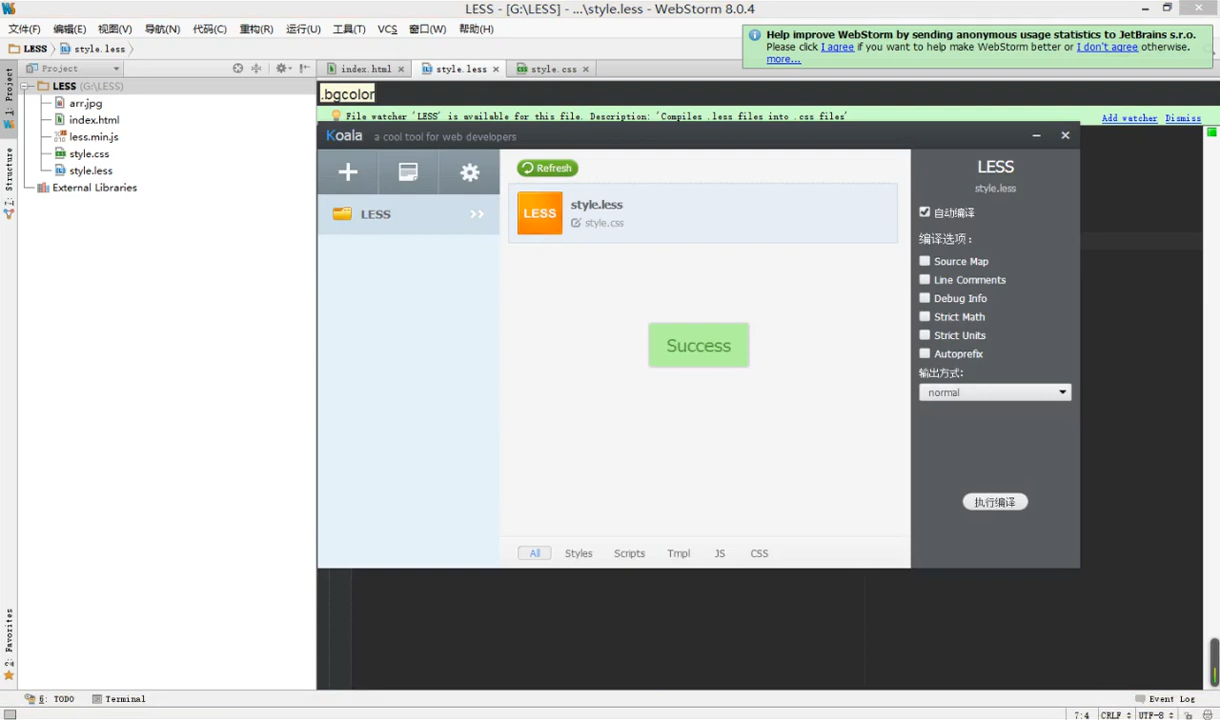 LESS - [G:\LESS] - ...\style.less - WebStorm 8.0.4
文件(F) 编辑(E) 视图(V) 导航(N) 代码(C) 重构(R) 运行(U) 工具(T) VCS 窗口(W) 帮助(H)
LESS style.less
Help improve WebStorm by sending anonymous usage statistics to JetBrains s.r.o.
Please click I agree if you want to help make WebStorm better or I don't agree otherwise.
more...
1: Project
Project
index.html style.less style.css
LESS (G:\LESS)
arr.jpg
index.html
less.min.js
style.css
style.less
External Libraries
7: Structure
.bgcolor
File watcher 'LESS' is available for this file. Description: 'Compiles .less files into .css files'
Add watcher Dismiss
Koala a cool tool for web developers
LESS
Refresh
LESS
style.less
style.css
Success
All Styles Scripts Tmpl JS CSS
LESS
style.less
自动编译
编译选项:
Source Map
Line Comments
Debug Info
Strict Math
Strict Units
Autoprefix
输出方式:
normal
执行编译
2: Favorites
6: TODO Terminal Event Log
7:4 CRLF UTF-8